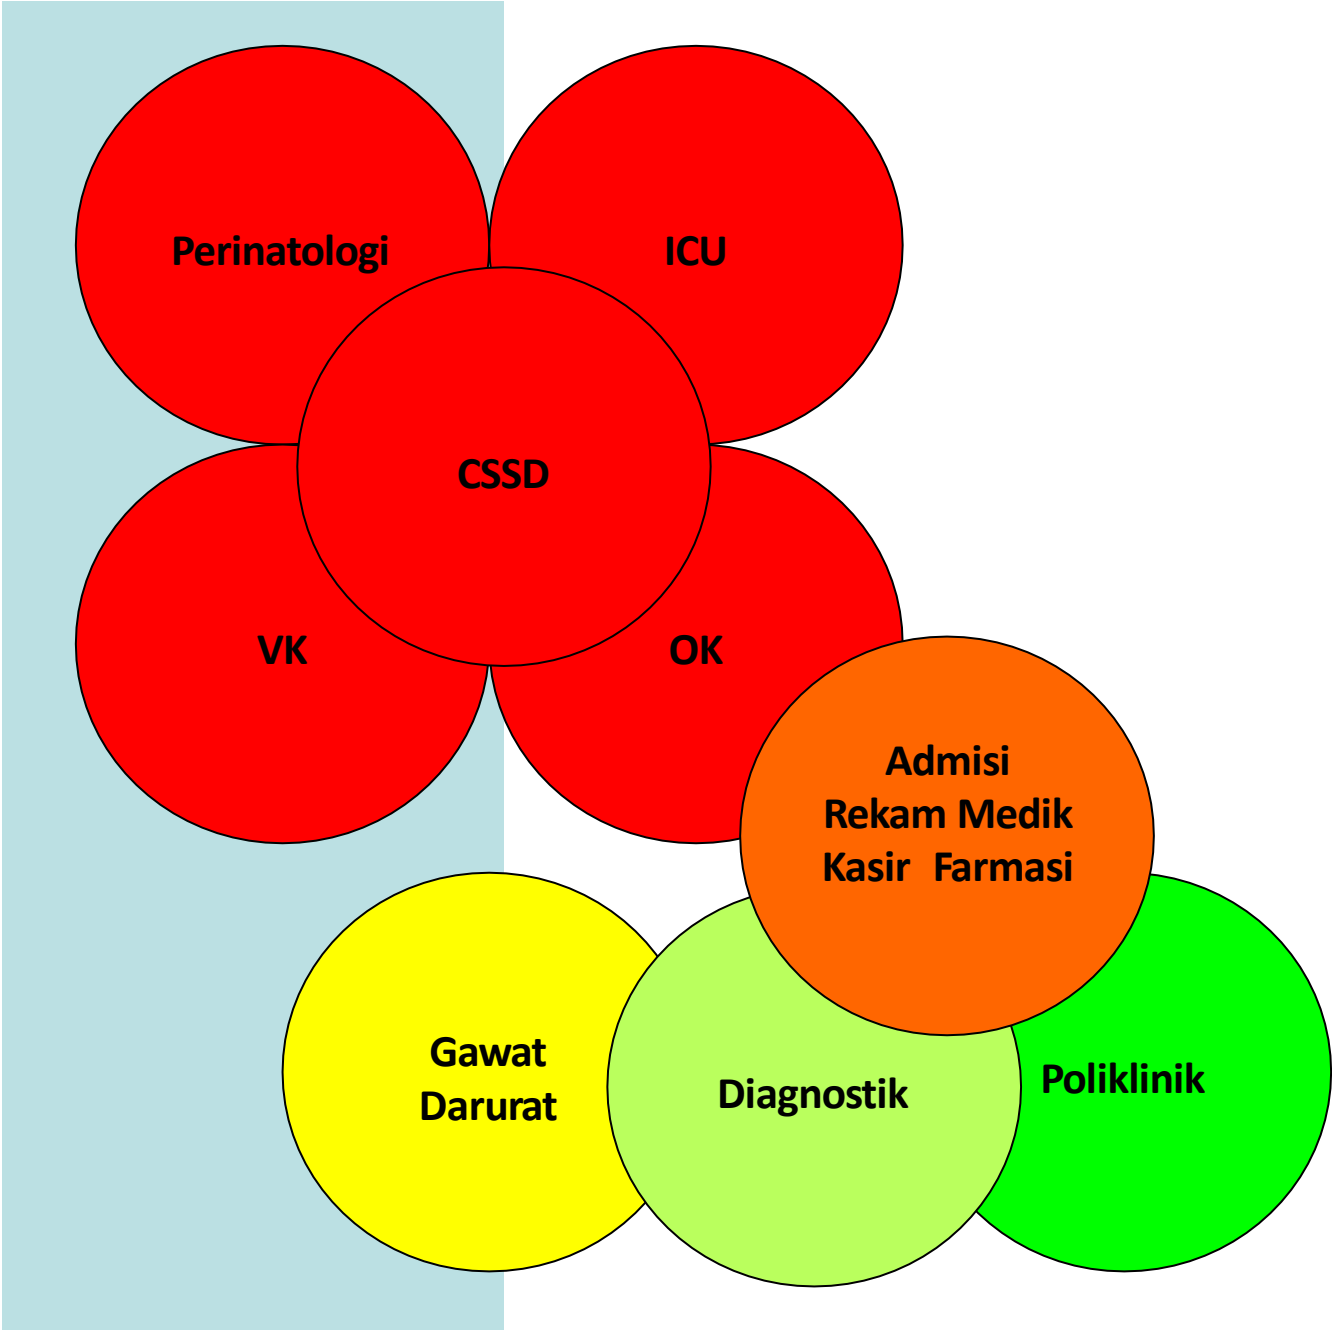 Perinatologi
ICU
CSSD
VK
OK
Admisi
Rekam Medik
Kasir  Farmasi
Gawat
Darurat
Diagnostik
Poliklinik